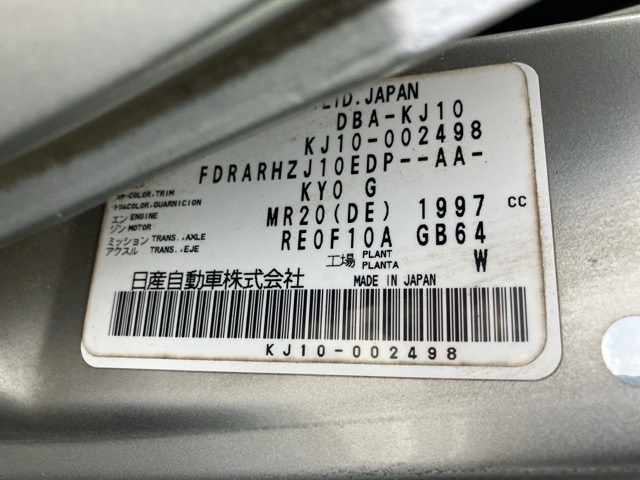 LTD.JAPAN
DBA-KJ10
KJ10-002498
FDRARHZJ10EDP--AA-
COLOR.TRIM KY0 G
COLOR.GUARNICION
エンジン ENGINE MOTOR MR20(DE) 1997 cc
ミッション アクスル TRANS..AXLE TRANS..EJE RE0F10A GB64
工場 PLANT PLANTA W
日産自動車株式会社 MADE IN JAPAN
KJ10-002498